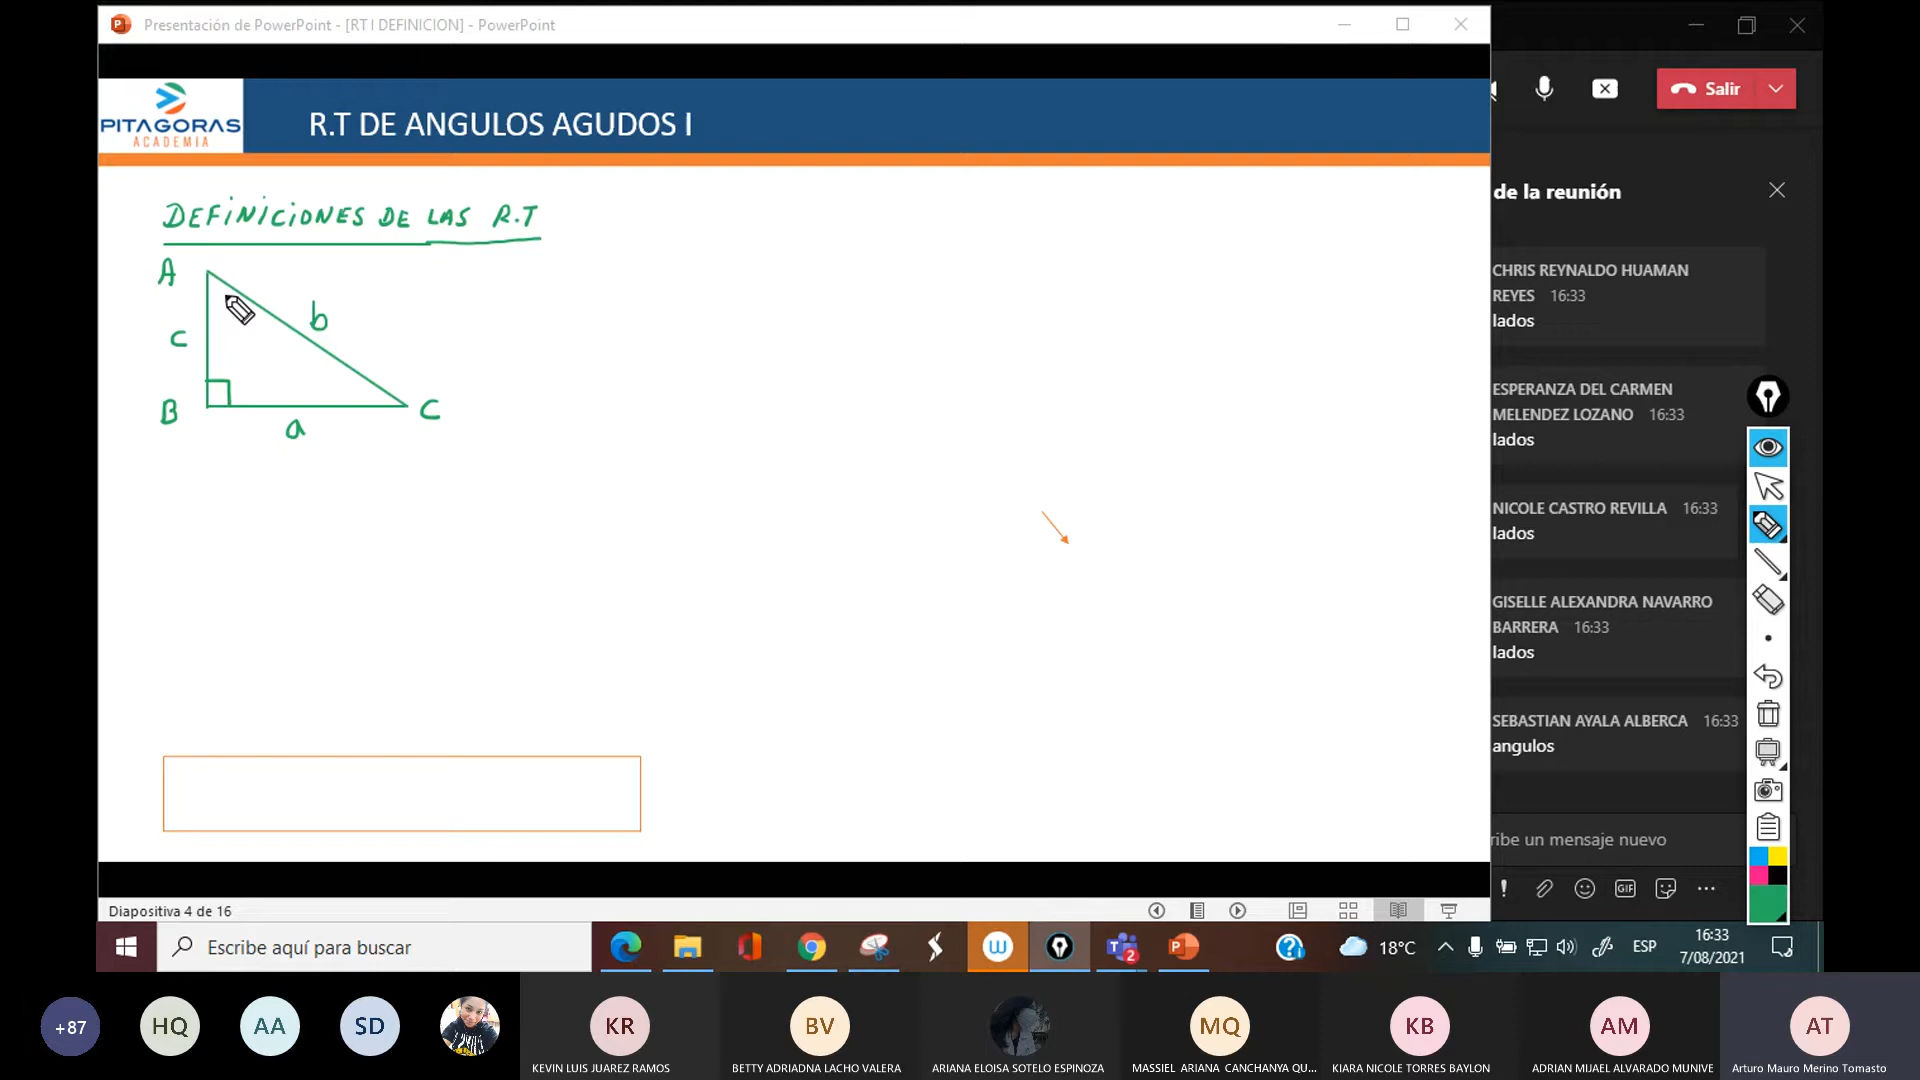 Presentación de PowerPoint - [RT I DEFINICION] - PowerPoint
PITAGORAS
ACADEMIA
R.T DE ANGULOS AGUDOS I
DEFINICIONES DE LAS R.T
A
b
c
B
C
a
Diapositiva 4 de 16
Salir
de la reunión
CHRIS REYNALDO HUAMAN
REYES 16:33
lados
ESPERANZA DEL CARMEN
MELENDEZ LOZANO 16:33
lados
NICOLE CASTRO REVILLA 16:33
lados
GISELLE ALEXANDRA NAVARRO
BARRERA 16:33
lados
SEBASTIAN AYALA ALBERCA 16:33
angulos
ribe un mensaje nuevo
GIF
Escribe aquí para buscar
2
18°C
ESP
16:33
7/08/2021
+87
HQ
AA
SD
KR
BV
MQ
KB
AM
AT
KEVIN LUIS JUAREZ RAMOS
BETTY ADRIADNA LACHO VALERA
ARIANA ELOISA SOTELO ESPINOZA
MASSIEL ARIANA CANCHANYA QU...
KIARA NICOLE TORRES BAYLON
ADRIAN MIJAEL ALVARADO MUNIVE
Arturo Mauro Merino Tomasto